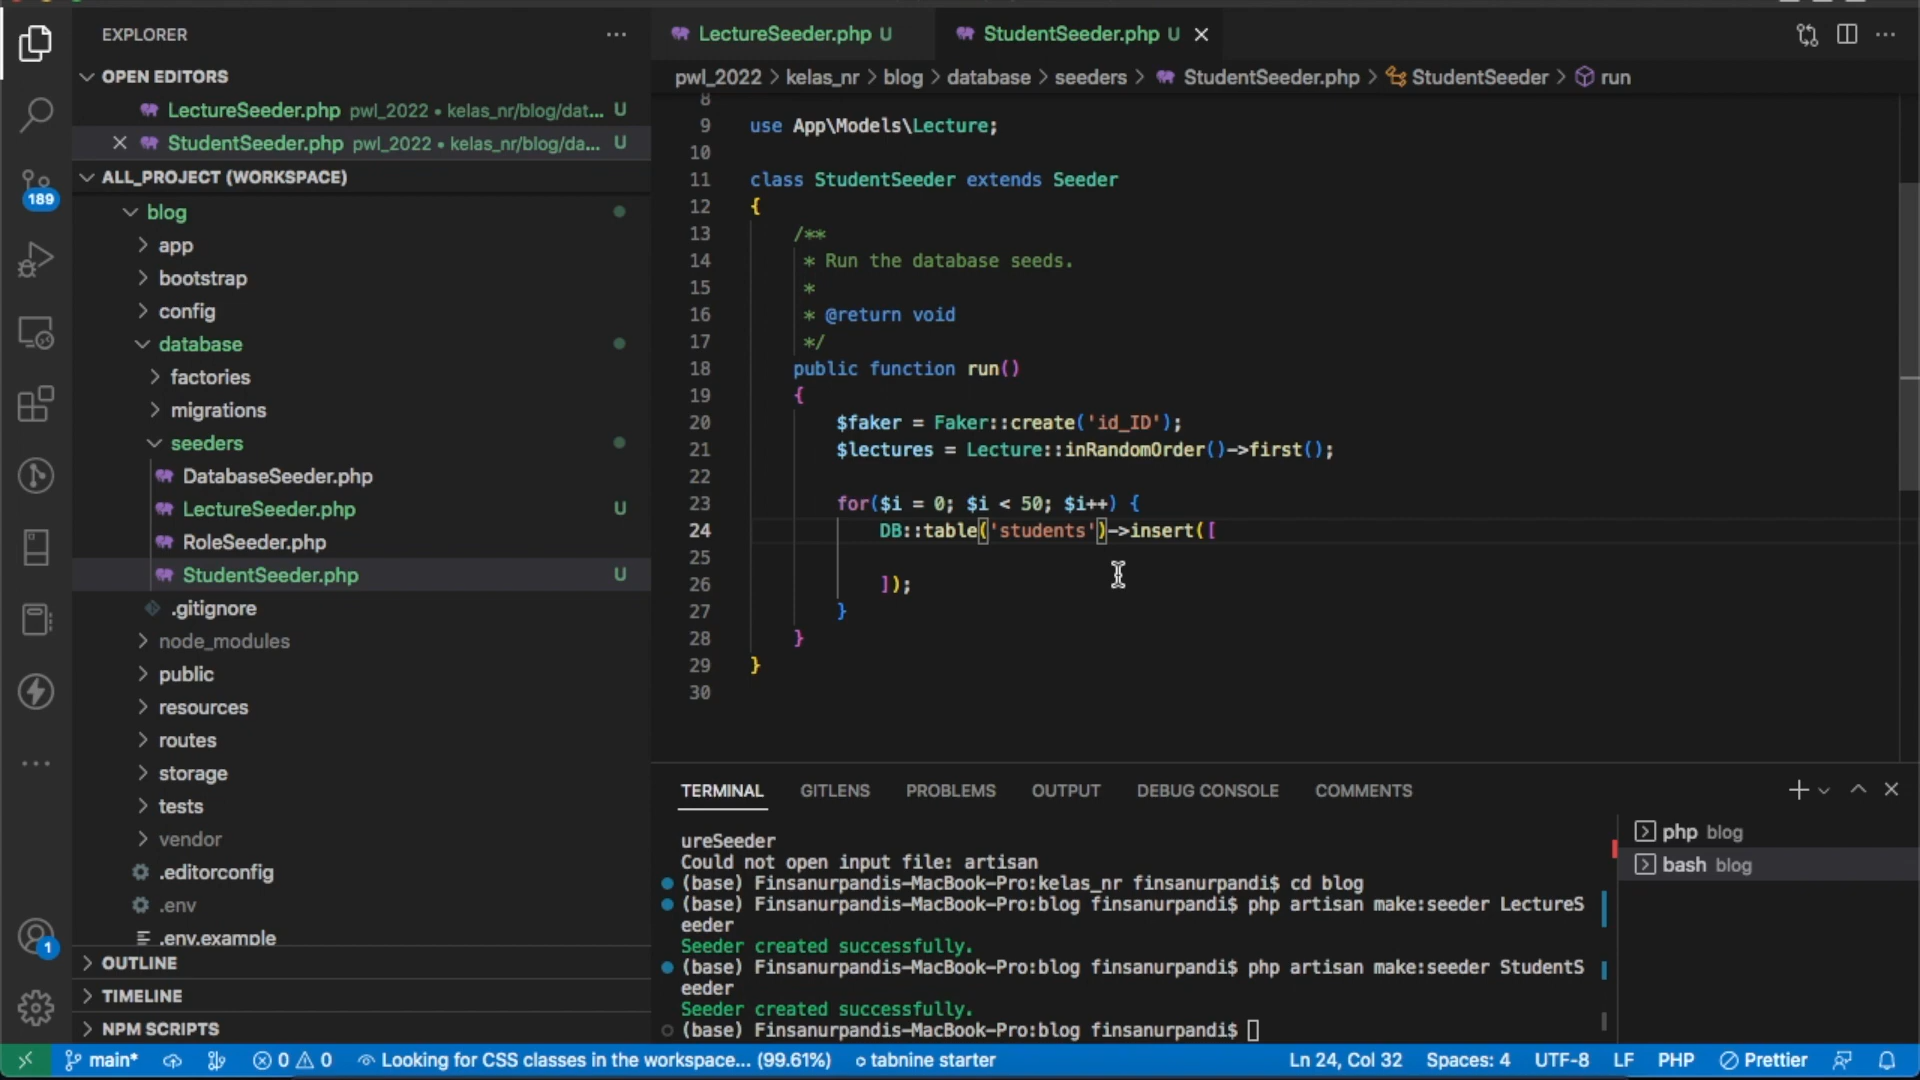 EXPLORER
OPEN EDITORS
LectureSeeder.php pwl_2022 • kelas_nr/blog/dat... U
StudentSeeder.php pwl_2022 • kelas_nr/blog/da... U
ALL_PROJECT (WORKSPACE)
blog
app
bootstrap
config
database
factories
migrations
seeders
DatabaseSeeder.php
LectureSeeder.php U
RoleSeeder.php
StudentSeeder.php U
.gitignore
node_modules
public
resources
routes
storage
tests
vendor
.editorconfig
.env
.env.example
OUTLINE
TIMELINE
NPM SCRIPTS
189
1
LectureSeeder.php U
StudentSeeder.php U
pwl_2022 > kelas_nr > blog > database > seeders > StudentSeeder.php > StudentSeeder > run
8
9 use App\Models\Lecture;
10
11 class StudentSeeder extends Seeder
12 {
13 /**
14 * Run the database seeds.
15 *
16 * @return void
17 */
18 public function run()
19 {
20 $faker = Faker::create('id_ID');
21 $lectures = Lecture::inRandomOrder()->first();
22
23 for($i = 0; $i < 50; $i++) {
24 DB::table('students')->insert([
25
26 ]);
27 }
28 }
29 }
30
TERMINAL GITLENS PROBLEMS OUTPUT DEBUG CONSOLE COMMENTS
ureSeeder
Could not open input file: artisan
(base) Finsanurpandis-MacBook-Pro:kelas_nr finsanurpandi$ cd blog
(base) Finsanurpandis-MacBook-Pro:blog finsanurpandi$ php artisan make:seeder LectureS
eeder
Seeder created successfully.
(base) Finsanurpandis-MacBook-Pro:blog finsanurpandi$ php artisan make:seeder StudentS
eeder
Seeder created successfully.
(base) Finsanurpandis-MacBook-Pro:blog finsanurpandi$
php blog
bash blog
main* 0 0 Looking for CSS classes in the workspace... (99.61%) tabnine starter Ln 24, Col 32 Spaces: 4 UTF-8 LF PHP Prettier